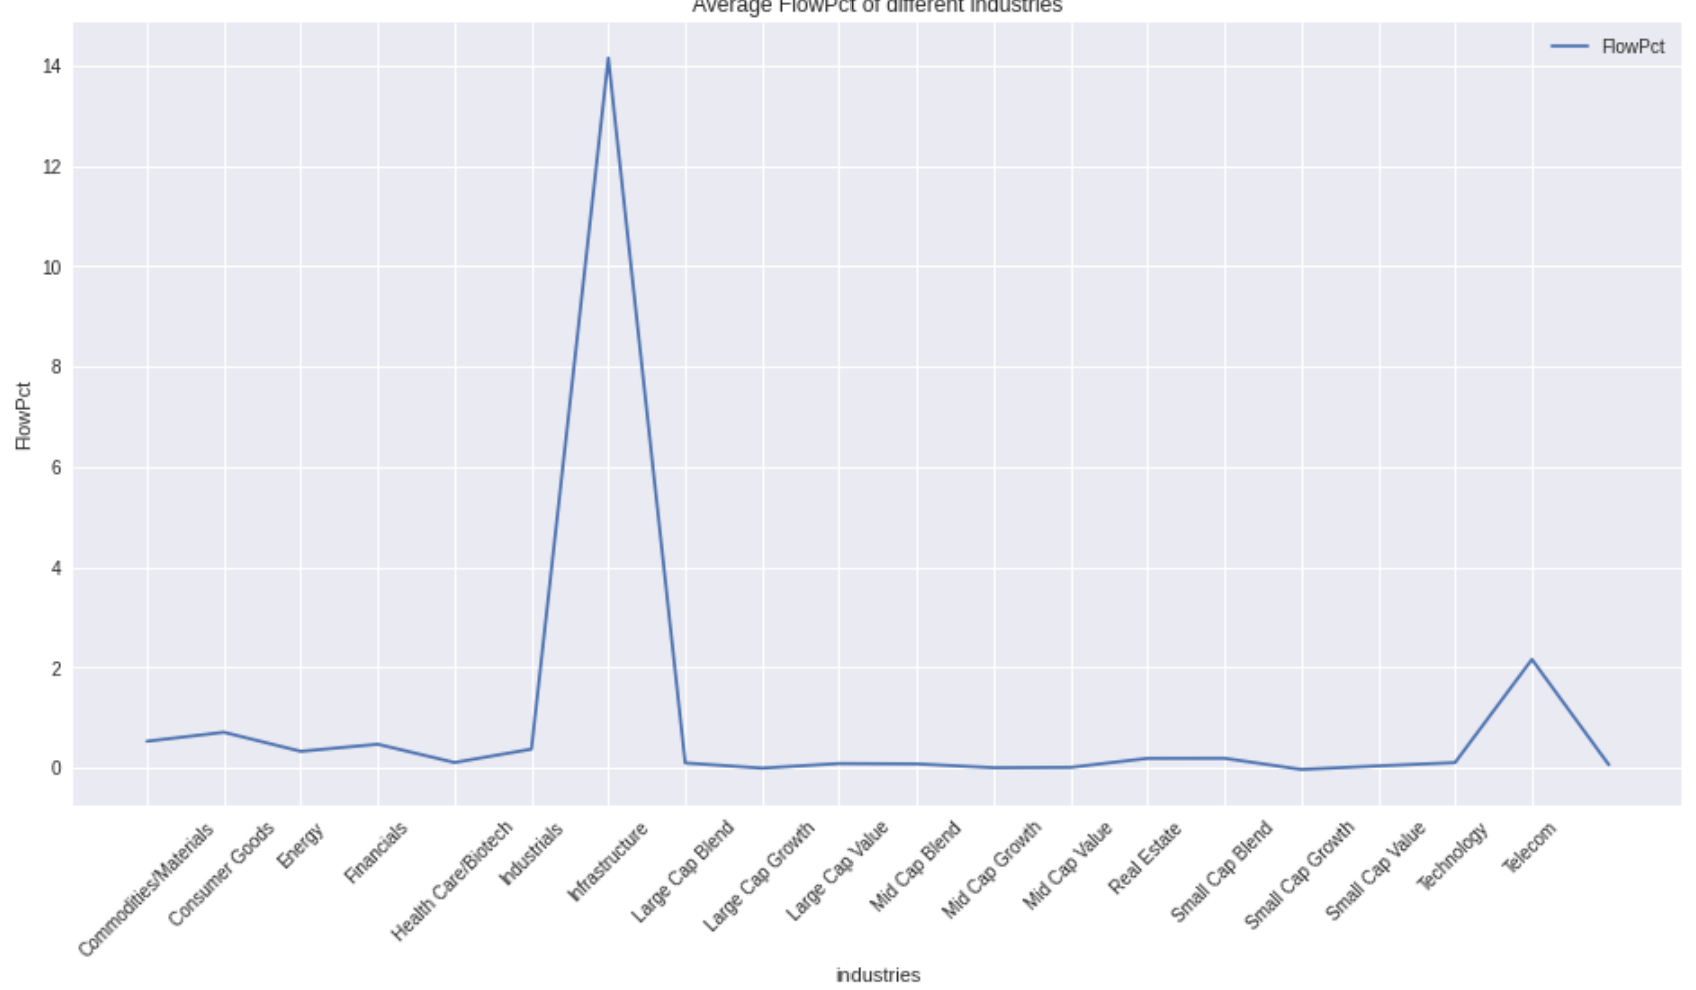 Average FlowPct of different industries
FlowPct
14
12
10
8
6
4
2
0
FlowPct
Commodities/Materials
Consumer Goods
Energy
Financials
Health Care/Biotech
Industrials
Infrastructure
Large Cap Blend
Large Cap Growth
Large Cap Value
Mid Cap Blend
Mid Cap Growth
Mid Cap Value
Real Estate
Small Cap Blend
Small Cap Growth
Small Cap Value
Technology
Telecom
industries